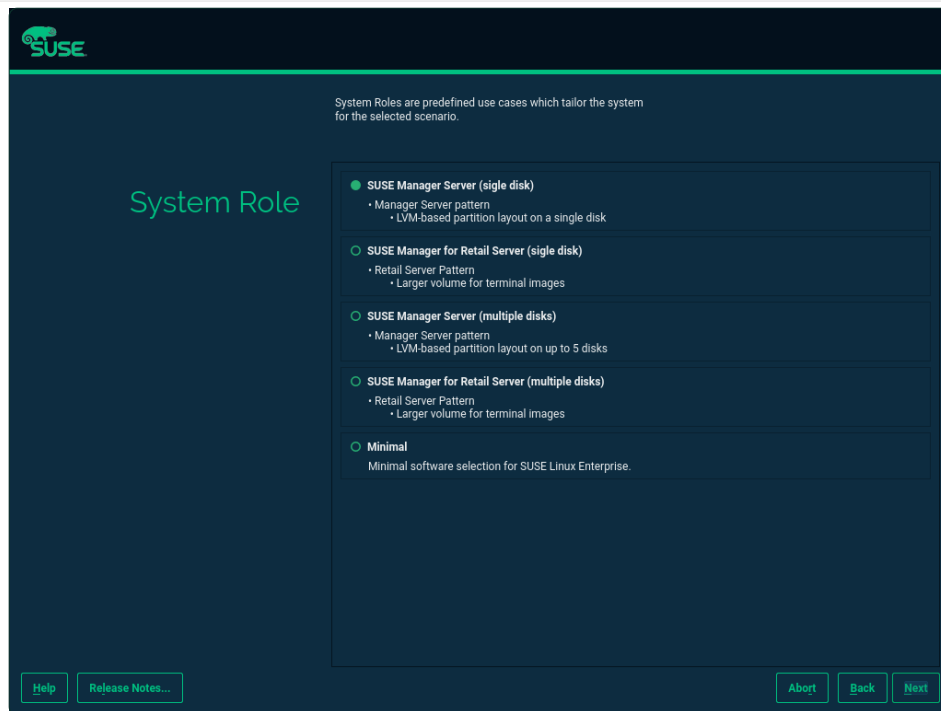 SUSE
System Roles are predefined use cases which tailor the system
for the selected scenario.
System Role
SUSE Manager Server (sigle disk)
• Manager Server pattern
• LVM-based partition layout on a single disk
SUSE Manager for Retail Server (sigle disk)
• Retail Server Pattern
• Larger volume for terminal images
SUSE Manager Server (multiple disks)
• Manager Server pattern
• LVM-based partition layout on up to 5 disks
SUSE Manager for Retail Server (multiple disks)
• Retail Server Pattern
• Larger volume for terminal images
Minimal
Minimal software selection for SUSE Linux Enterprise.
Help
Release Notes...
Abort
Back
Next